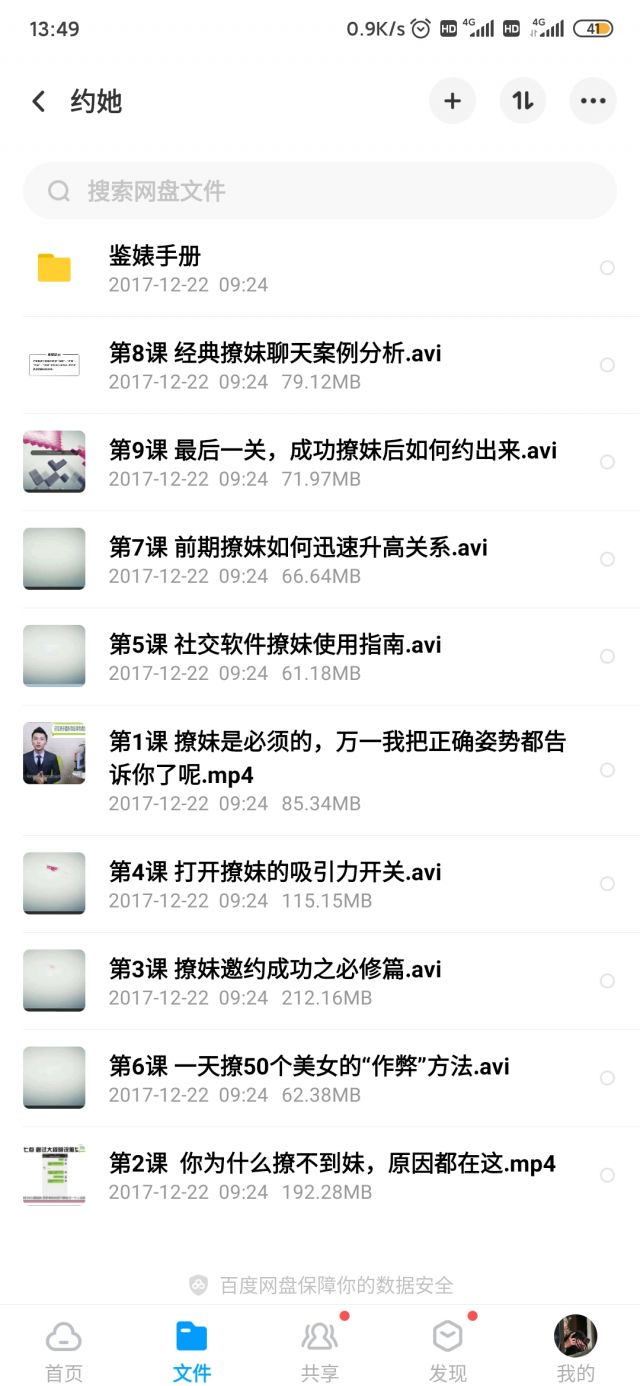 13:49
0.9K/s HD 4G HD 4G 41
约她
搜索网盘文件
鉴婊手册
2017-12-22 09:24
第8课 经典撩妹聊天案例分析.avi
2017-12-22 09:24 79.12MB
第9课 最后一关，成功撩妹后如何约出来.avi
2017-12-22 09:24 71.97MB
第7课 前期撩妹如何迅速升高关系.avi
2017-12-22 09:24 66.64MB
第5课 社交软件撩妹使用指南.avi
2017-12-22 09:24 61.18MB
第1课 撩妹是必须的，万一我把正确姿势都告
诉你了呢.mp4
2017-12-22 09:24 85.34MB
第4课 打开撩妹的吸引力开关.avi
2017-12-22 09:24 115.15MB
第3课 撩妹邀约成功之必修篇.avi
2017-12-22 09:24 212.16MB
第6课 一天撩50个美女的“作弊”方法.avi
2017-12-22 09:24 62.38MB
第2课 你为什么撩不到妹，原因都在这.mp4
2017-12-22 09:24 192.28MB
百度网盘保障你的数据安全
首页 文件 共享 发现 我的